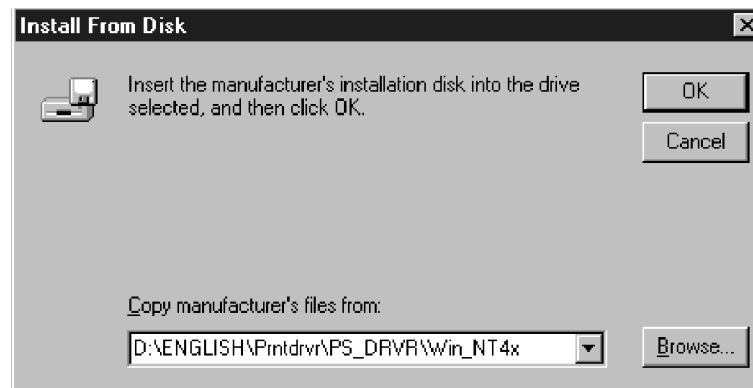 Install From Disk
Insert the manufacturer's installation disk into the drive
selected, and then click OK.
OK
Cancel
Copy manufacturer's files from:
D:\ENGLISH\Prntdrvr\PS_DRVR\Win_NT4x
Browse...